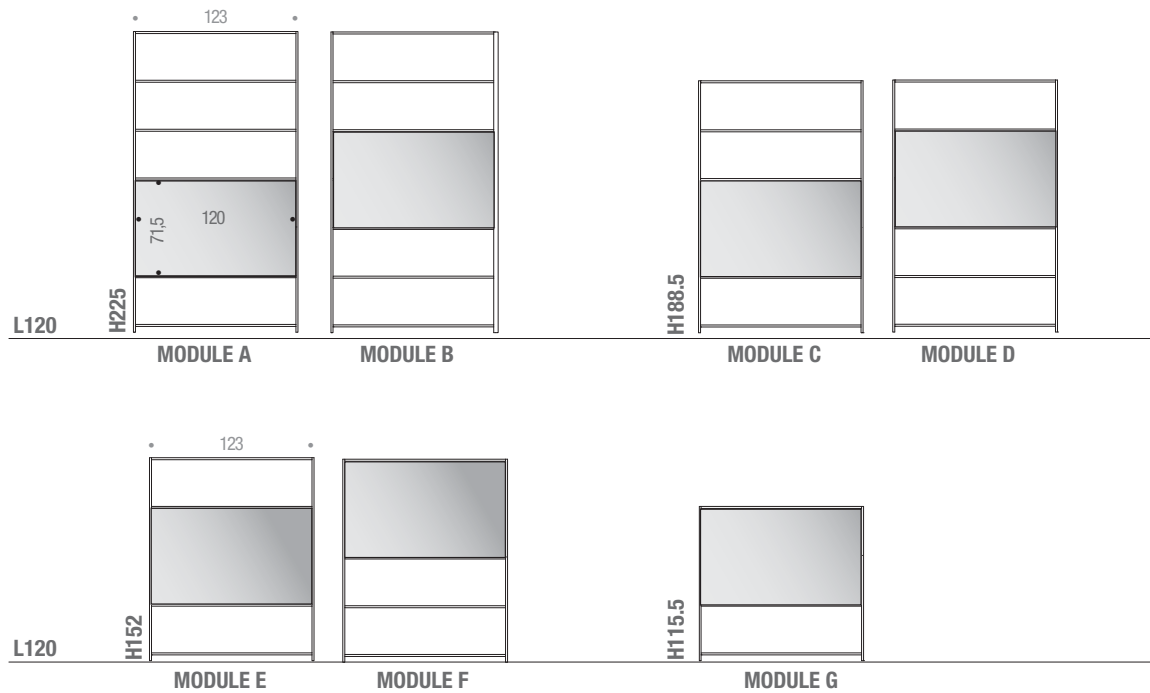 123
120
71,5
H225
H188.5
L120
MODULE A
MODULE B
MODULE C
MODULE D
123
H152
H115.5
L120
MODULE E
MODULE F
MODULE G